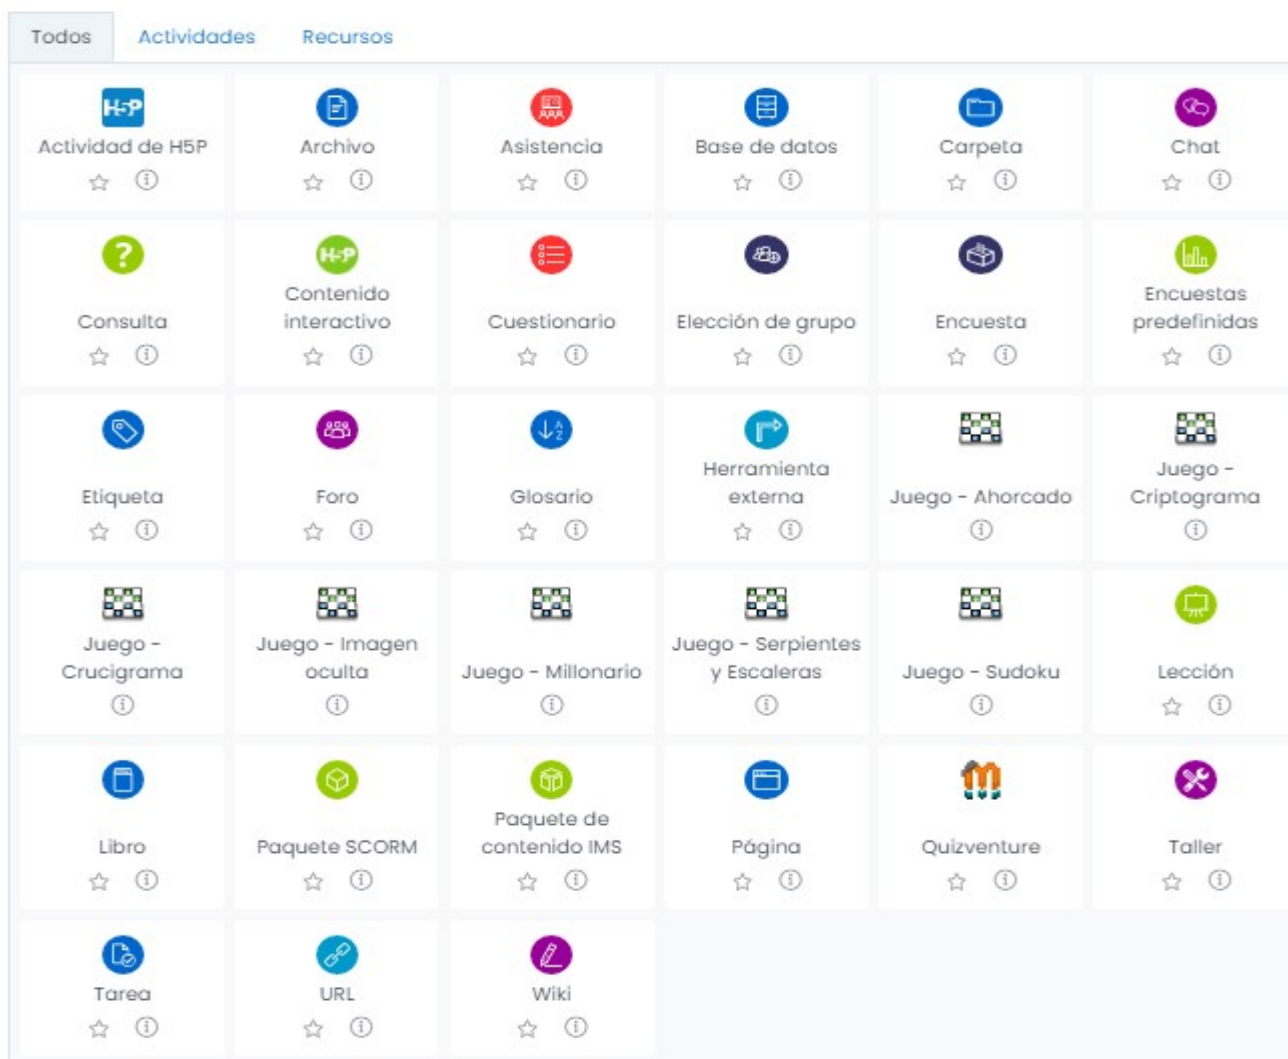 Todos Actividades Recursos
H5P
Actividad de H5P Archivo Asistencia Base de datos Carpeta Chat
?
H5P
Consulta Contenido interactivo Cuestionario Elección de grupo Encuesta Encuestas predefinidas
Etiqueta Foro Glosario Herramienta externa Juego - Ahorcado Juego - Criptograma
Juego - Crucigrama Juego - Imagen oculta Juego - Millonario Juego - Serpientes y Escaleras Juego - Sudoku Lección
Libro Paquete SCORM Paquete de contenido IMS Página Quizventure Taller
Tarea URL Wiki